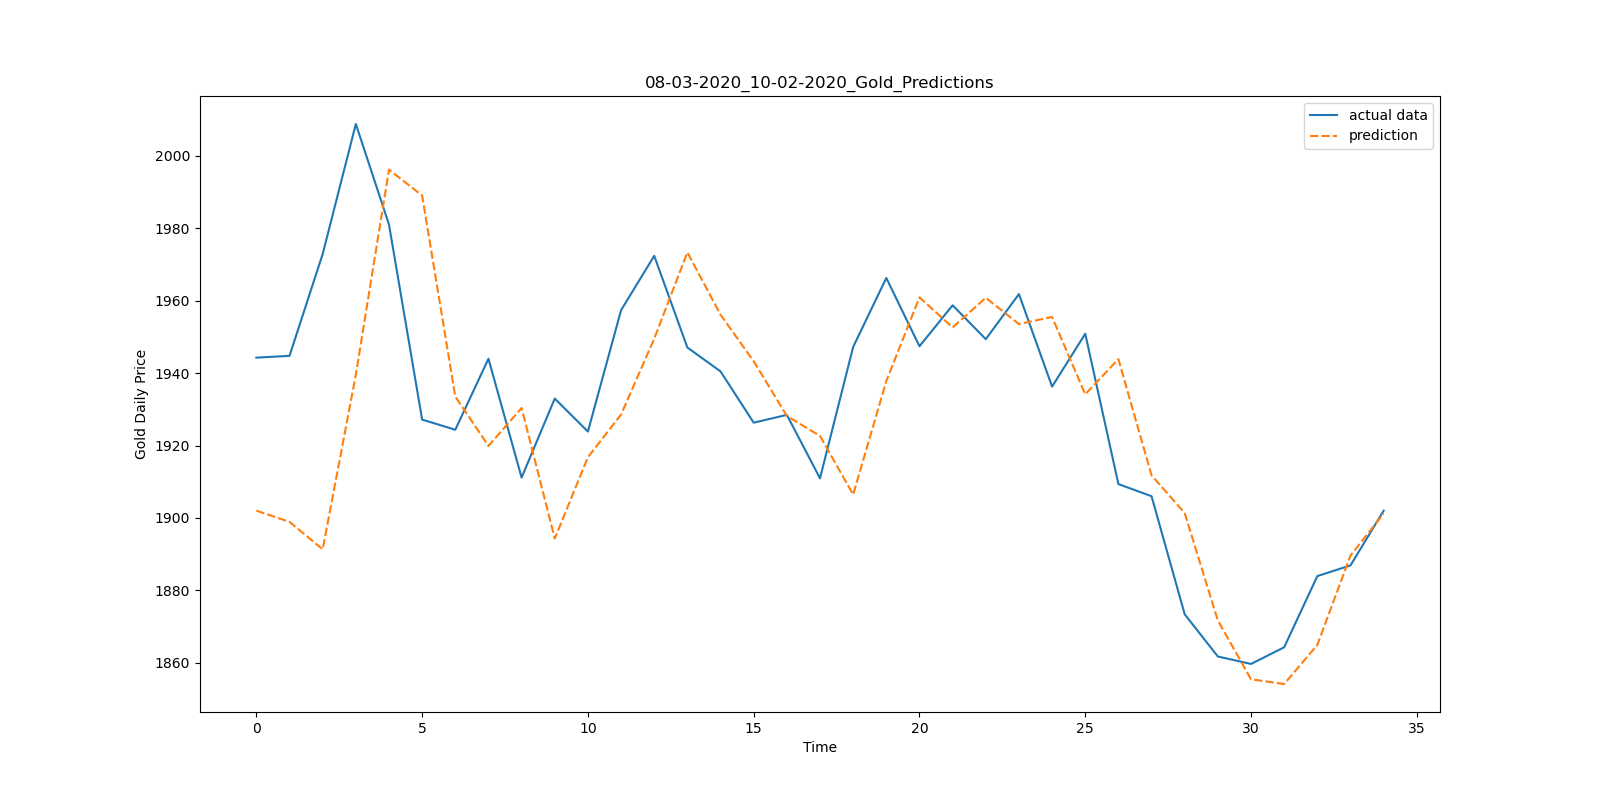 08-03-2020_10-02-2020_Gold_Predictions
actual data
prediction
2000
1980
1960
1940
1920
1900
1880
1860
Gold Daily Price
0 5 10 15 20 25 30 35
Time